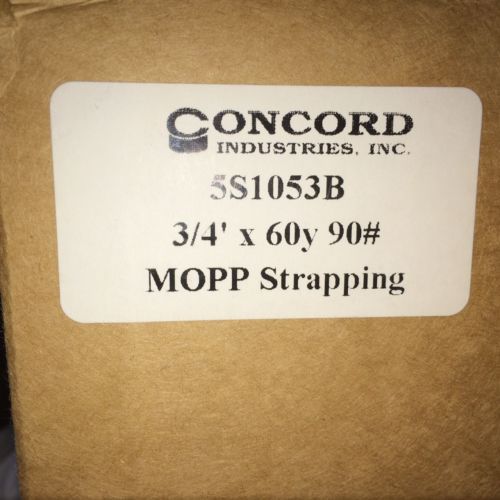 CONCORD
INDUSTRIES, INC.
5S1053B
3/4' x 60y 90#
MOPP Strapping